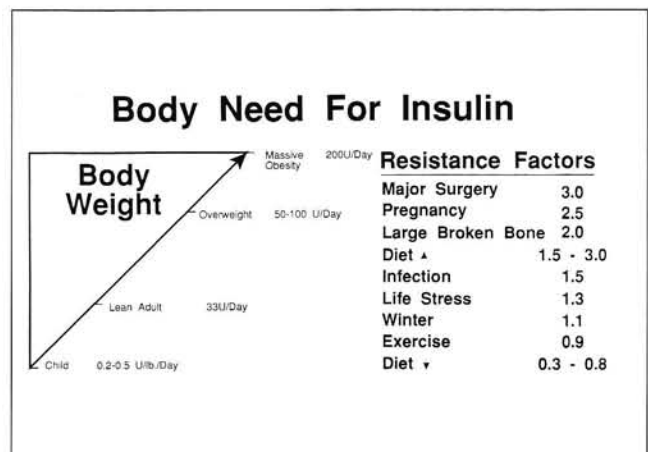 Body Need For Insulin
Body
Weight
Massive
Obesity 200U/Day
Overweight 50-100 U/Day
Lean Adult 33U/Day
Child 0.2-0.5 U/lb./Day
Resistance Factors
Major Surgery 3.0
Pregnancy 2.5
Large Broken Bone 2.0
Diet ▲ 1.5 - 3.0
Infection 1.5
Life Stress 1.3
Winter 1.1
Exercise 0.9
Diet ▼ 0.3 - 0.8